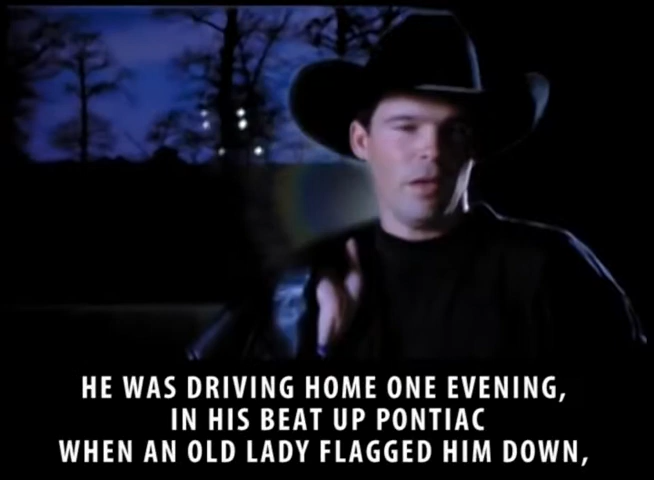 HE WAS DRIVING HOME ONE EVENING,
IN HIS BEAT UP PONTIAC
WHEN AN OLD LADY FLAGGED HIM DOWN,